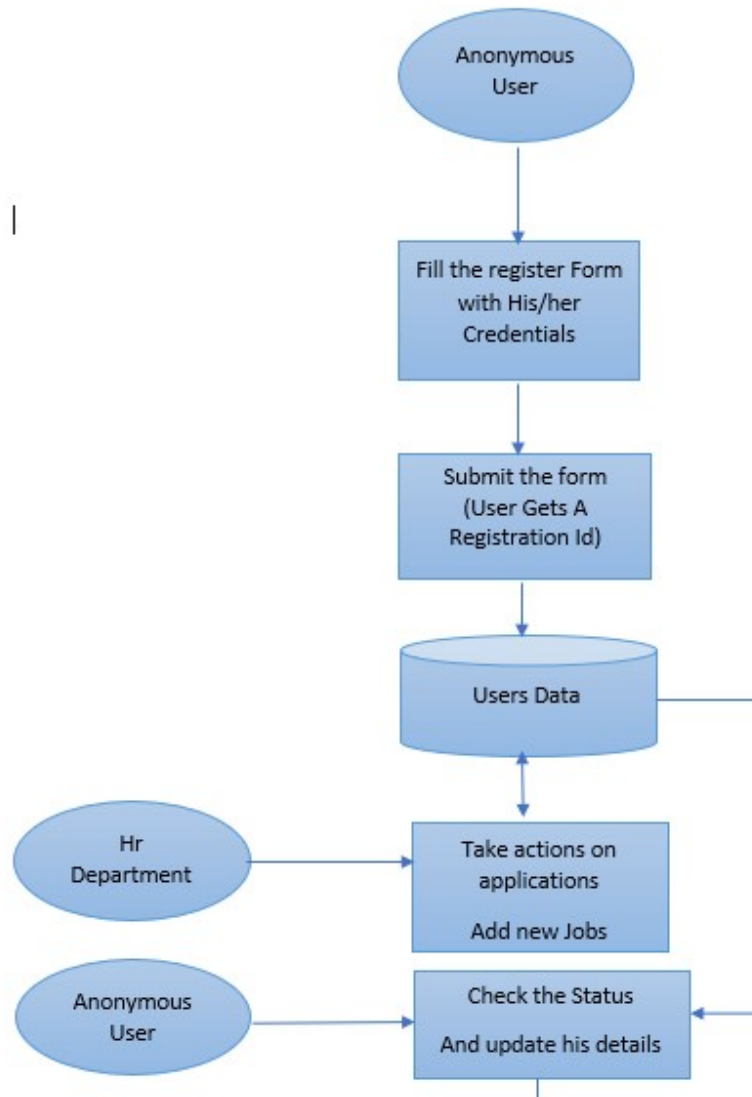 Anonymous
User
Fill the register Form
with His/her
Credentials
Submit the form
(User Gets A
Registration Id)
Users Data
Hr
Department
Take actions on
applications
Add new Jobs
Anonymous
User
Check the Status
And update his details